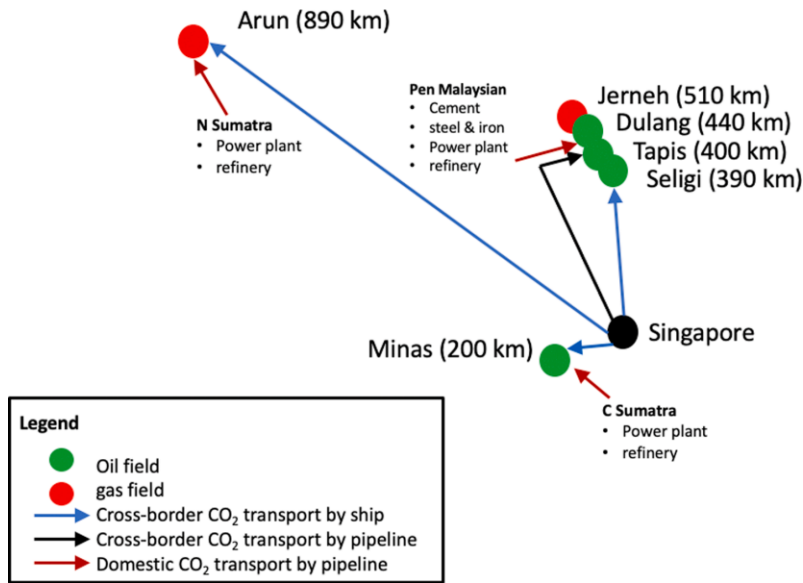 Arun (890 km)
N Sumatra
• Power plant
• refinery
Pen Malaysian
• Cement
• steel & iron
• Power plant
• refinery
Jerneh (510 km)
Dulang (440 km)
Tapis (400 km)
Seligi (390 km)
Singapore
Minas (200 km)
C Sumatra
• Power plant
• refinery
Legend
Oil field
gas field
Cross-border CO₂ transport by ship
Cross-border CO₂ transport by pipeline
Domestic CO₂ transport by pipeline